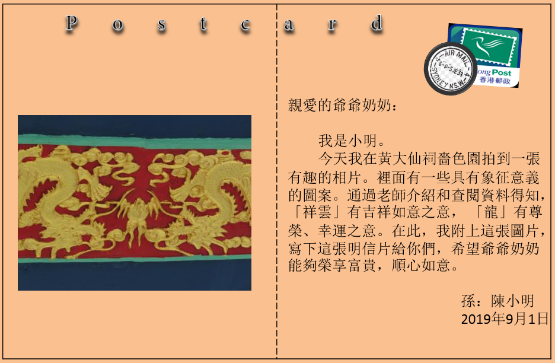 Postcard
AIR MAIL
ong Post
香港郵政
親愛的爺爺奶奶：
我是小明。
今天我在黃大仙祠嗇色園拍到一張
有趣的相片。裡面有一些具有象征意義
的圖案。通過老師介紹和查閱資料得知，
「祥雲」有吉祥如意之意，「龍」有尊
榮、幸運之意。在此，我附上這張圖片，
寫下這張明信片給你們，希望爺爺奶奶
能夠榮享富貴，順心如意。
孫：陳小明
2019年9月1日